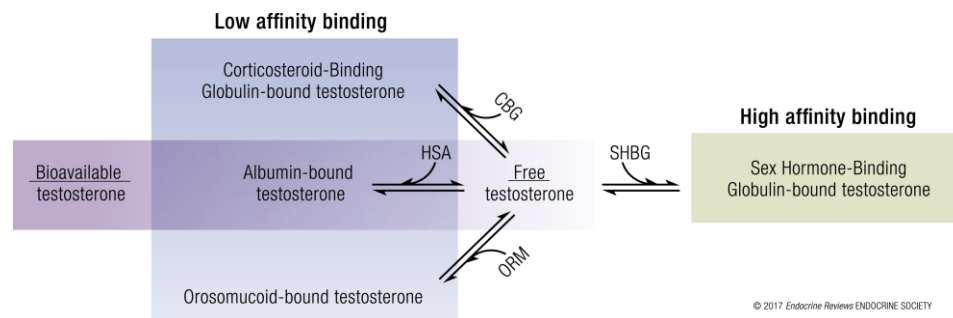 Low affinity binding
Corticosteroid-Binding
Globulin-bound testosterone
CBG
High affinity binding
Bioavailable
testosterone
Albumin-bound
testosterone
HSA
Free
testosterone
SHBG
Sex Hormone-Binding
Globulin-bound testosterone
ORM
Orosomucoid-bound testosterone
© 2017 Endocrine Reviews ENDOCRINE SOCIETY